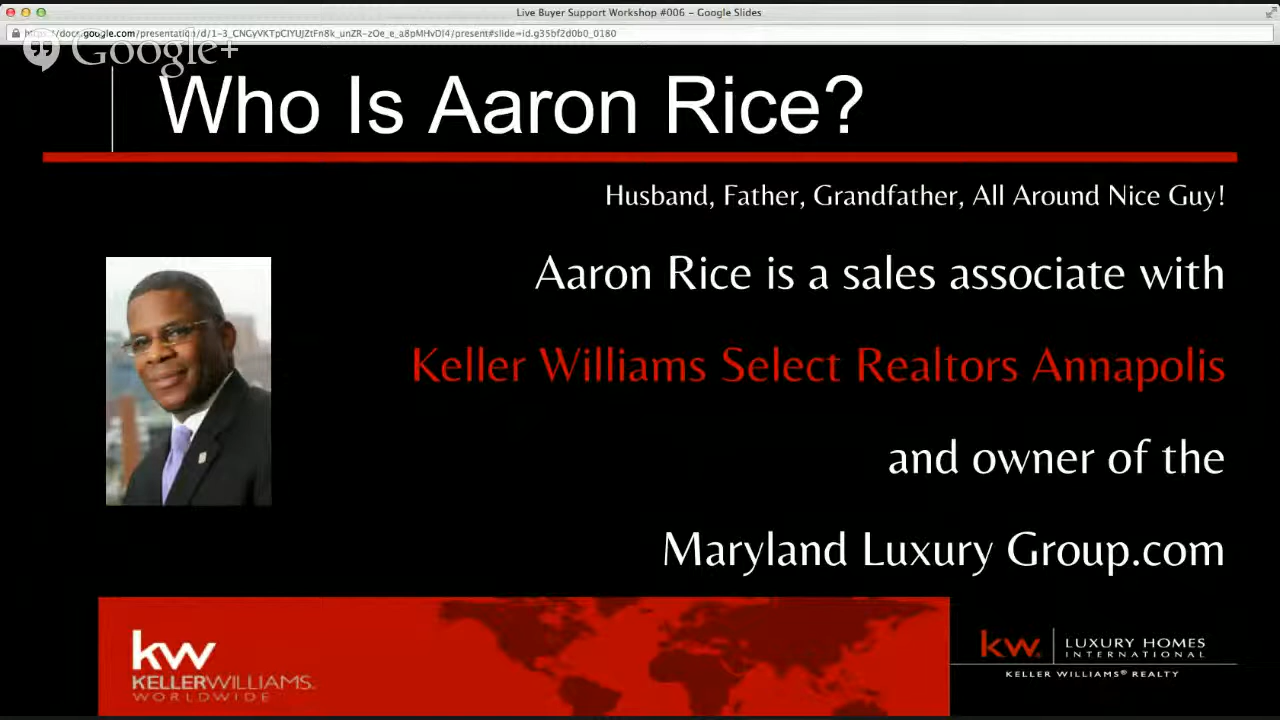 Live Buyer Support Workshop #006 – Google Slides
Google+
Who Is Aaron Rice?
Husband, Father, Grandfather, All Around Nice Guy!
Aaron Rice is a sales associate with
Keller Williams Select Realtors Annapolis
and owner of the
Maryland Luxury Group.com
kw
KELLERWILLIAMS.
WORLDWIDE
kw® LUXURY HOMES
INTERNATIONAL
KELLER WILLIAMS® REALTY